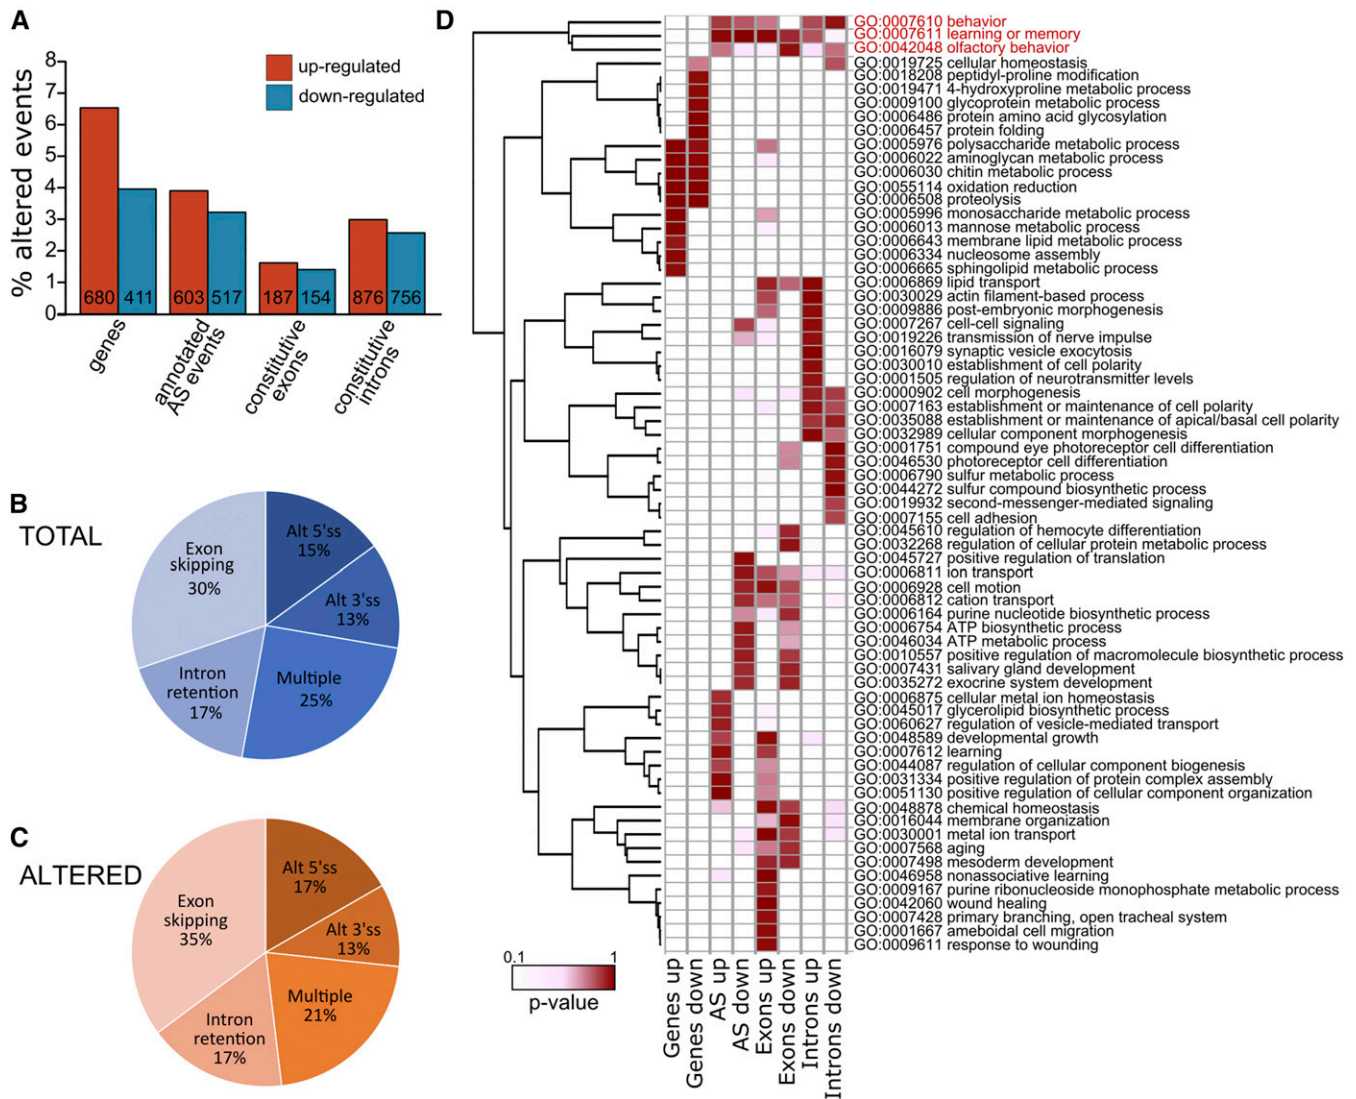 A
% altered events
8
7
6
5
4
3
2
1
0
up-regulated
down-regulated
680
411
603
517
187
154
876
756
genes
annotated
AS events
constitutive
exons
constitutive
introns
B
TOTAL
Alt 5'ss
15%
Alt 3'ss
13%
Multiple
25%
Intron
retention
17%
Exon
skipping
30%
C
ALTERED
Alt 5'ss
17%
Alt 3'ss
13%
Multiple
21%
Intron
retention
17%
Exon
skipping
35%
D
GO:0007610 behavior
GO:0007611 learning or memory
GO:0042048 olfactory behavior
GO:0019725 cellular homeostasis
GO:0018208 peptidyl-proline modification
GO:0019471 4-hydroxyproline metabolic process
GO:0009100 glycoprotein metabolic process
GO:0006486 protein amino acid glycosylation
GO:0006457 protein folding
GO:0005976 polysaccharide metabolic process
GO:0006022 aminoglycan metabolic process
GO:0006030 chitin metabolic process
GO:0055114 oxidation reduction
GO:0006508 proteolysis
GO:0005996 monosaccharide metabolic process
GO:0006013 mannose metabolic process
GO:0006643 membrane lipid metabolic process
GO:0006334 nucleosome assembly
GO:0006665 sphingolipid metabolic process
GO:0006869 lipid transport
GO:0030029 actin filament-based process
GO:0009886 post-embryonic morphogenesis
GO:0007267 cell-cell signaling
GO:0019226 transmission of nerve impulse
GO:0016079 synaptic vesicle exocytosis
GO:0030010 establishment of cell polarity
GO:0001505 regulation of neurotransmitter levels
GO:0000902 cell morphogenesis
GO:0007163 establishment or maintenance of cell polarity
GO:0035088 establishment or maintenance of apical/basal cell polarity
GO:0032989 cellular component morphogenesis
GO:0001751 compound eye photoreceptor cell differentiation
GO:0046530 photoreceptor cell differentiation
GO:0006790 sulfur metabolic process
GO:0044272 sulfur compound biosynthetic process
GO:0019932 second-messenger-mediated signaling
GO:0007155 cell adhesion
GO:0045610 regulation of hemocyte differentiation
GO:0032268 regulation of cellular protein metabolic process
GO:0045727 positive regulation of translation
GO:0006811 ion transport
GO:0006928 cell motion
GO:0006812 cation transport
GO:0006164 purine nucleotide biosynthetic process
GO:0006754 ATP biosynthetic process
GO:0046034 ATP metabolic process
GO:0010557 positive regulation of macromolecule biosynthetic process
GO:0007431 salivary gland development
GO:0035272 exocrine system development
GO:0006875 cellular metal ion homeostasis
GO:0045017 glycerolipid biosynthetic process
GO:0060627 regulation of vesicle-mediated transport
GO:0048589 developmental growth
GO:0007612 learning
GO:0044087 regulation of cellular component biogenesis
GO:0031334 positive regulation of protein complex assembly
GO:0051130 positive regulation of cellular component organization
GO:0048878 chemical homeostasis
GO:0016044 membrane organization
GO:0030001 metal ion transport
GO:0007568 aging
GO:0007498 mesoderm development
GO:0046958 nonassociative learning
GO:0009167 purine ribonucleoside monophosphate metabolic process
GO:0042060 wound healing
GO:0007428 primary branching, open tracheal system
GO:0001667 ameboidal cell migration
GO:0009611 response to wounding
0.1
1
p-value
Genes up
Genes down
AS up
AS down
Exons up
Exons down
Introns up
Introns down